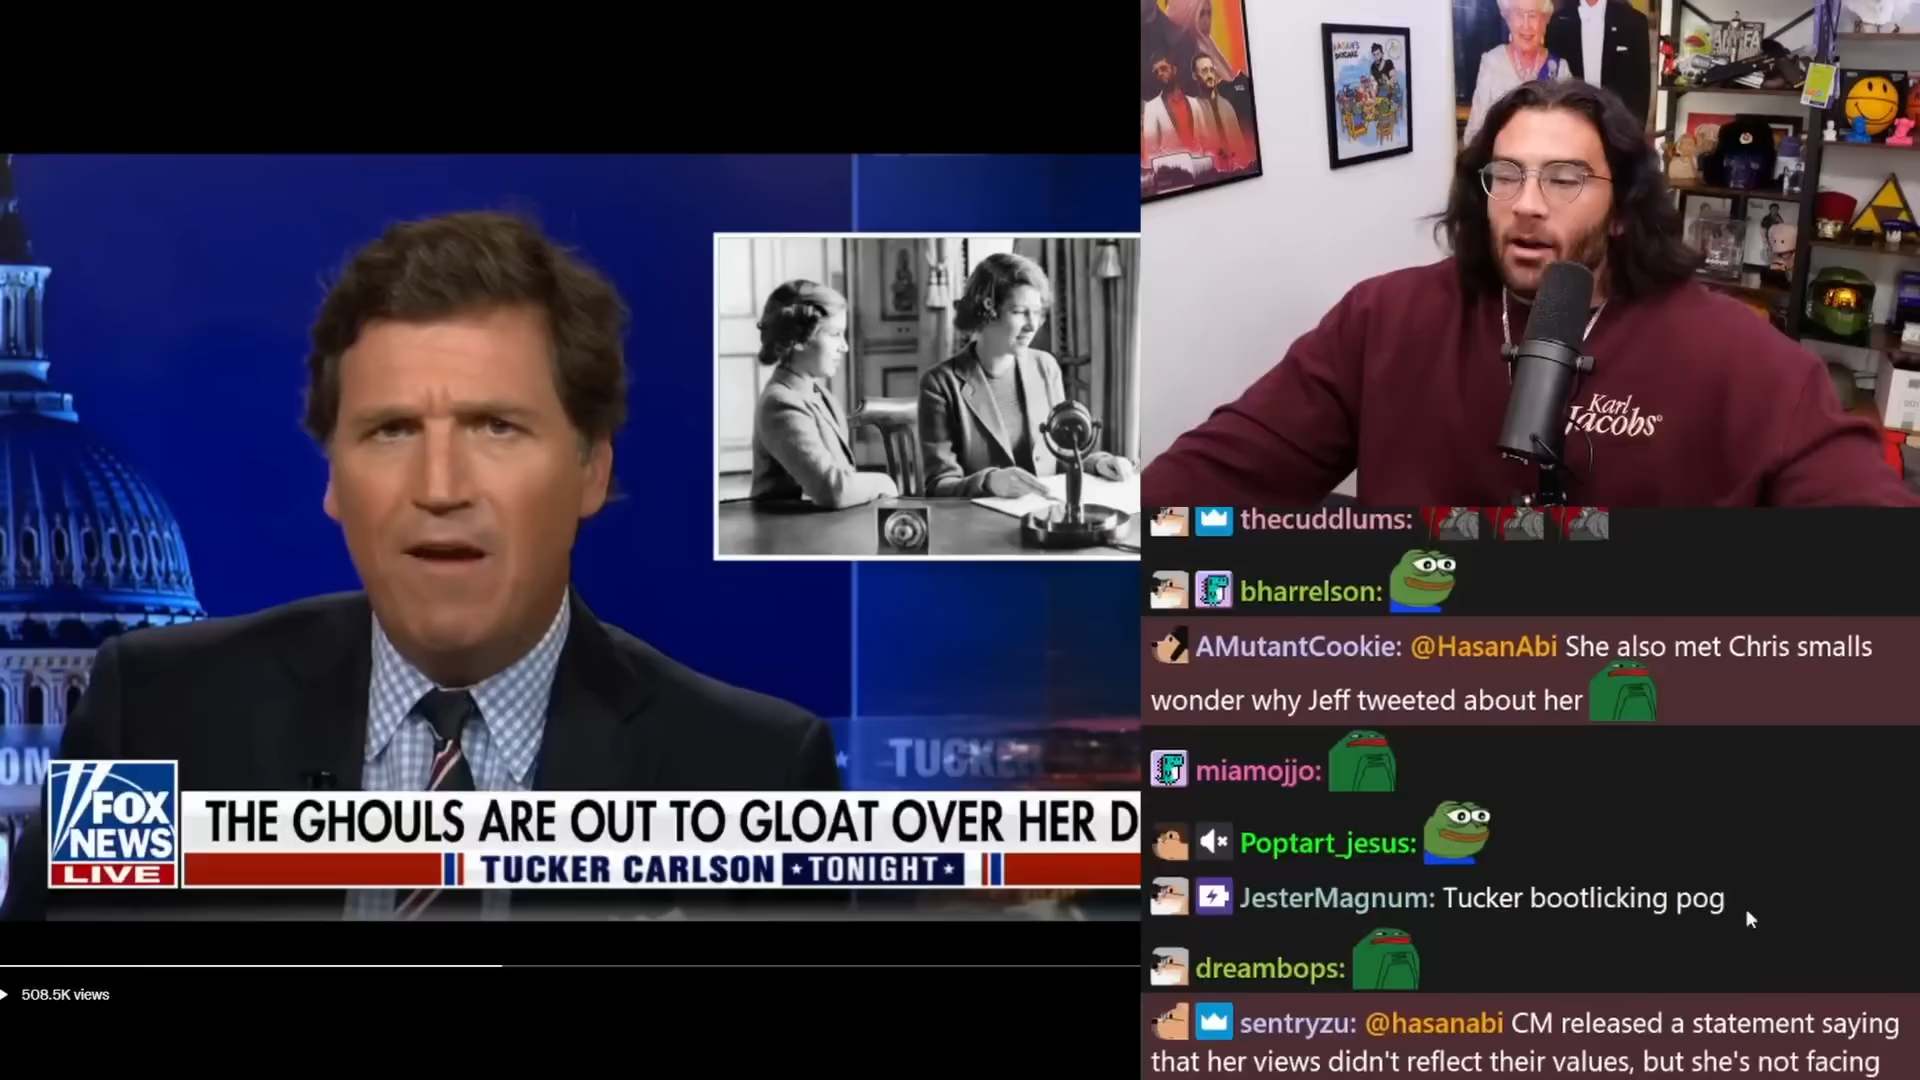 HASAN'S
Karl
Jacobs
TUCKER
FOX
NEWS
LIVE
THE GHOULS ARE OUT TO GLOAT OVER HER D
TUCKER CARLSON TONIGHT
508.5K views
thecuddlums:
bharrelson:
AMutantCookie: @HasanAbi She also met Chris smalls
wonder why Jeff tweeted about her
miamojjo:
Poptart_jesus:
JesterMagnum: Tucker bootlicking pog
dreambops:
sentryzu: @hasanabi CM released a statement saying
that her views didn't reflect their values, but she's not facing